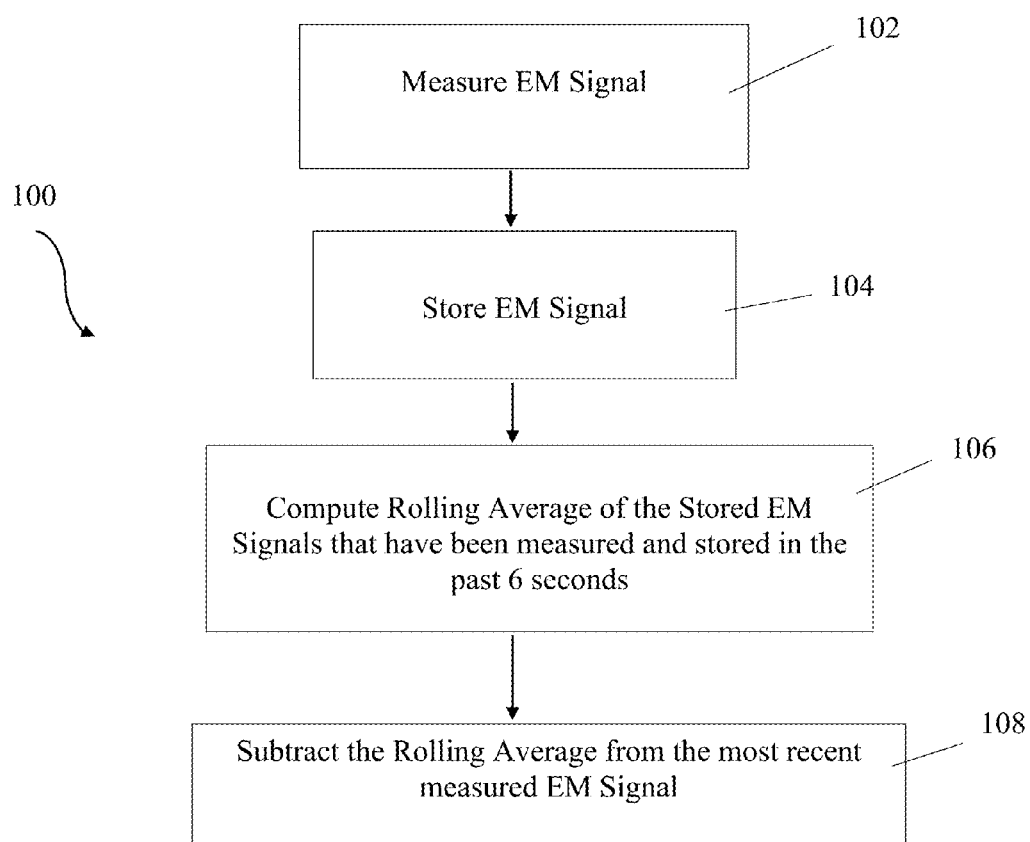 102
Measure EM Signal
100
104
Store EM Signal
106
Compute Rolling Average of the Stored EM
Signals that have been measured and stored in the
past 6 seconds
108
Subtract the Rolling Average from the most recent
measured EM Signal